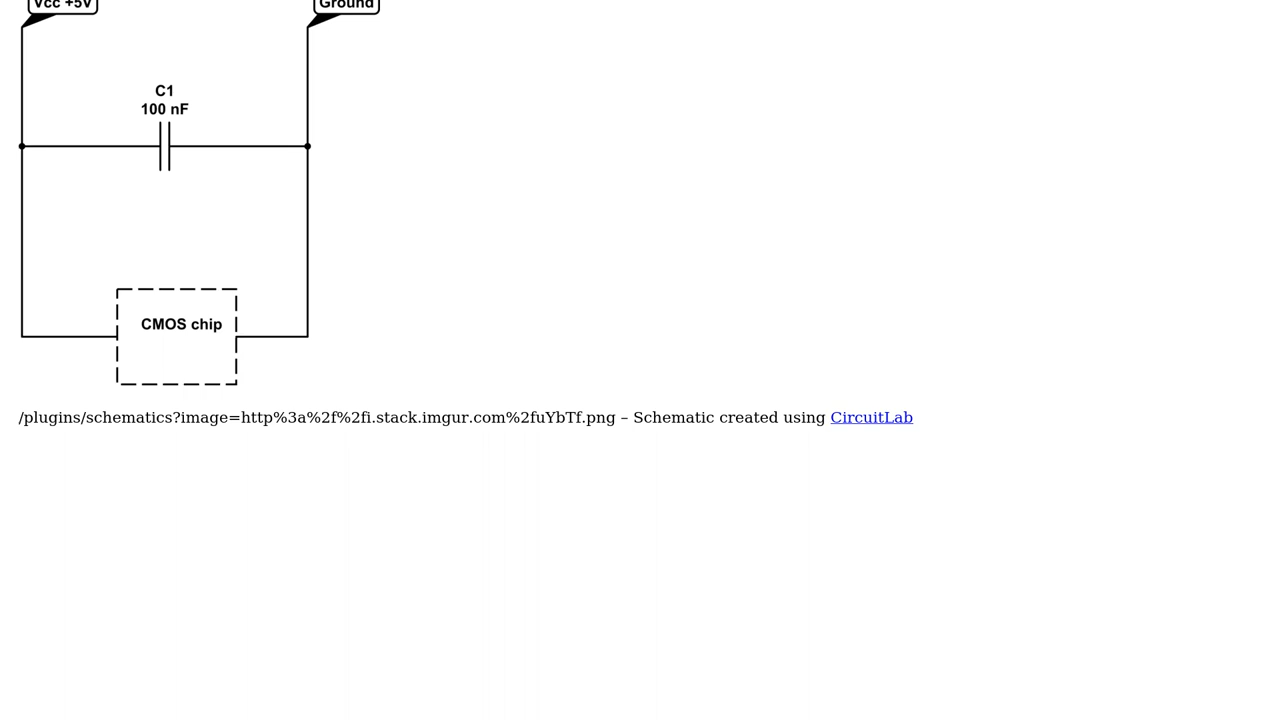 Vcc +5V
Ground
C1
100 nF
CMOS chip
/plugins/schematics?image=http%3a%2f%2fi.stack.imgur.com%2fuYbTf.png – Schematic created using CircuitLab